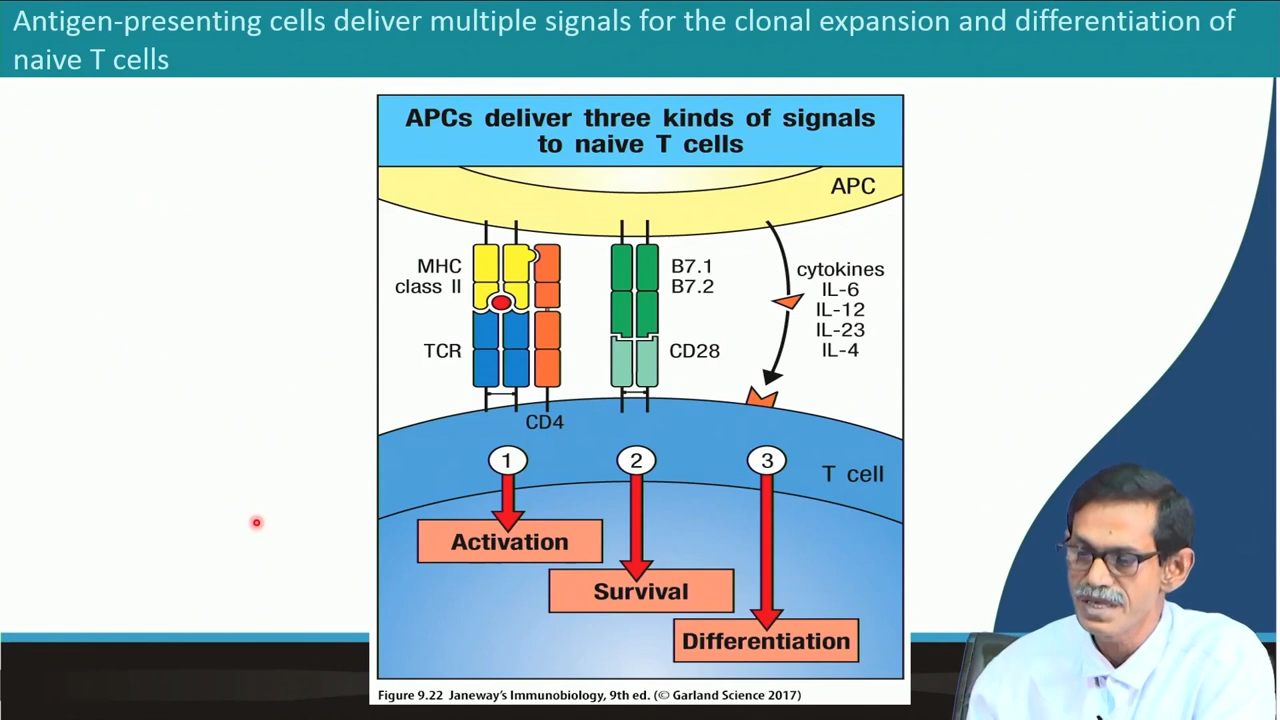 Antigen-presenting cells deliver multiple signals for the clonal expansion and differentiation of
naive T cells
APCs deliver three kinds of signals
to naive T cells
APC
MHC
class II
B7.1
B7.2
cytokines
IL-6
IL-12
IL-23
IL-4
TCR
CD28
CD4
1
2
3
T cell
Activation
Survival
Differentiation
Figure 9.22 Janeway's Immunobiology, 9th ed. (© Garland Science 2017)